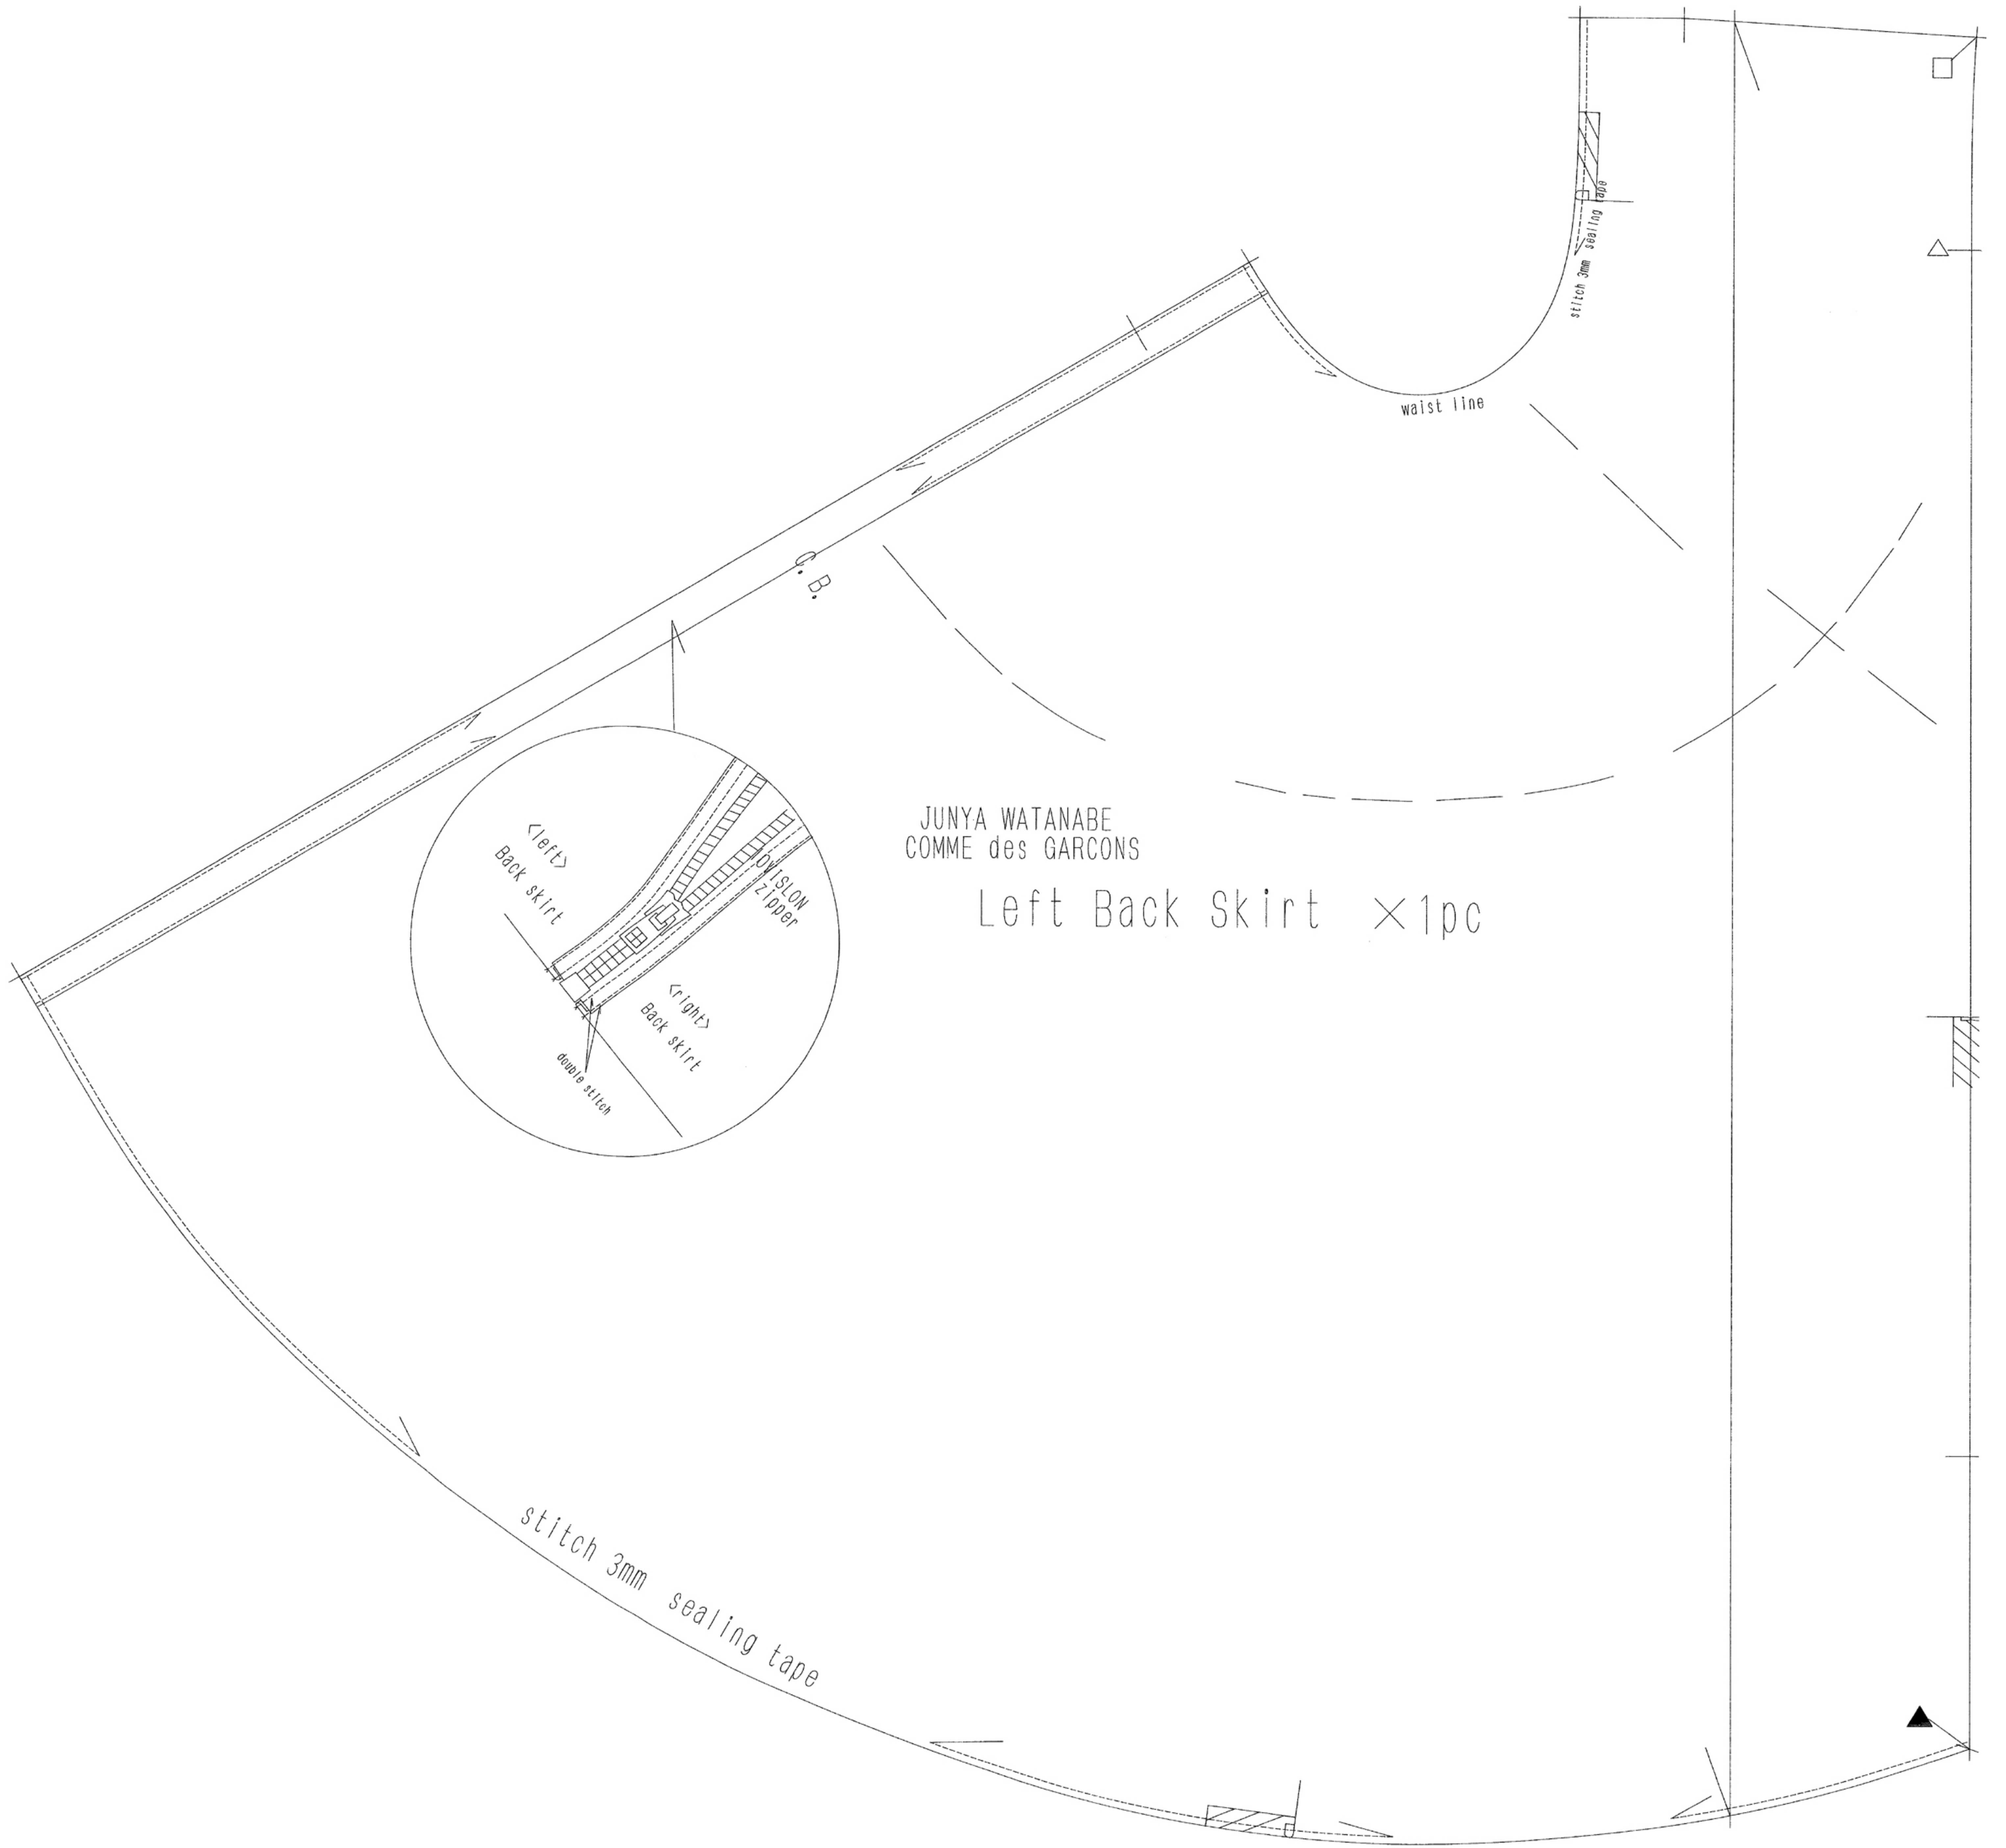 stitch 3mm sealing tape
waist line
C. B.
<left>
Back skirt
VISLON
zipper
<right>
Back skirt
double stitch
JUNYA WATANABE
COMME des GARCONS
Left Back Skirt ×1pc
stitch 3mm sealing tape